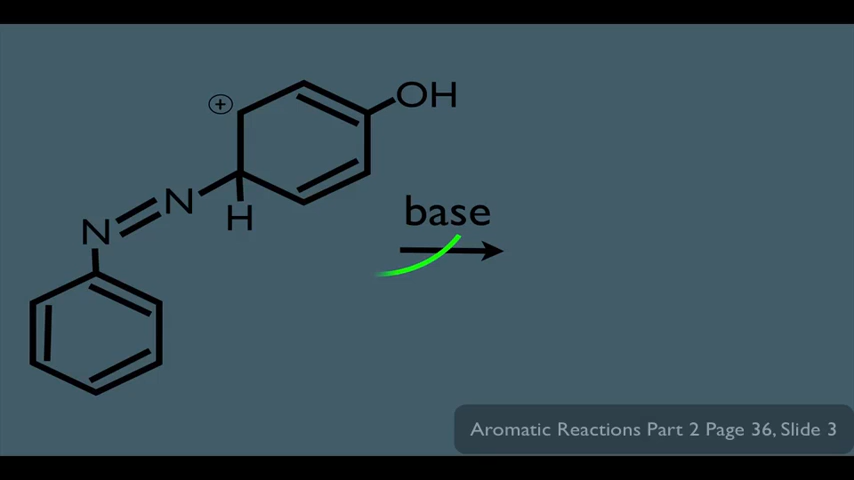 ⊕
OH
N
N
H
base
Aromatic Reactions Part 2 Page 36, Slide 3